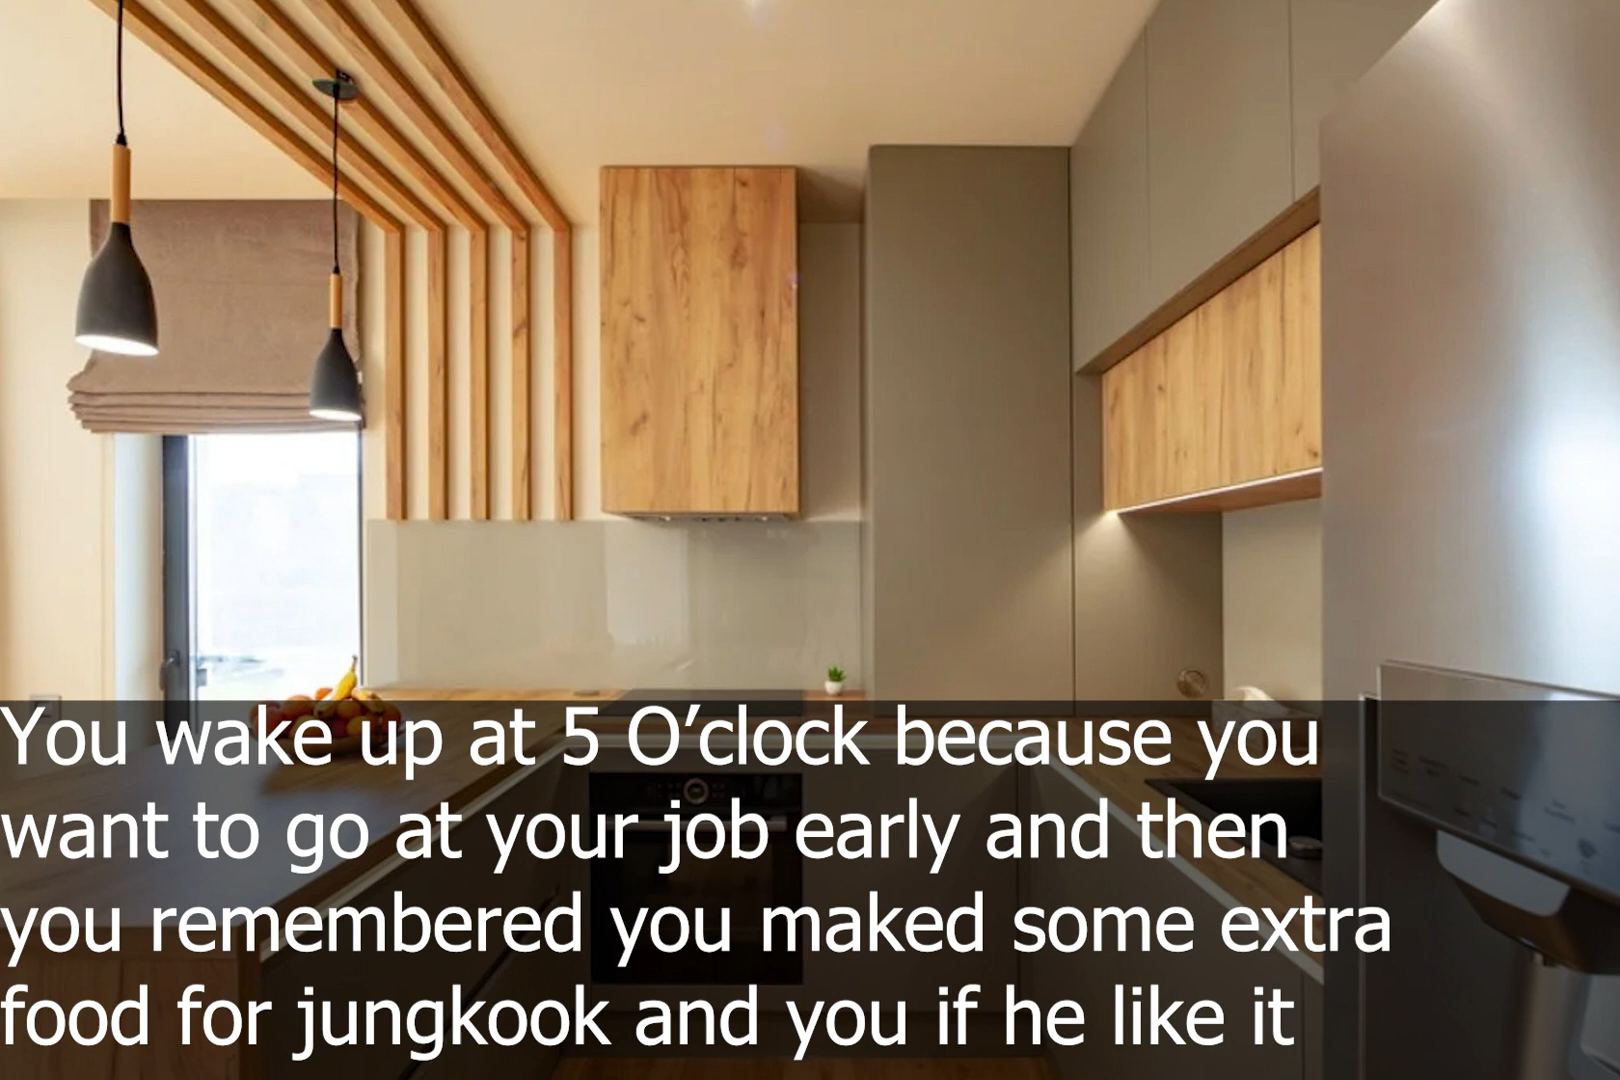 You wake up at 5 O’clock because you
want to go at your job early and then
you remembered you maked some extra
food for jungkook and you if he like it